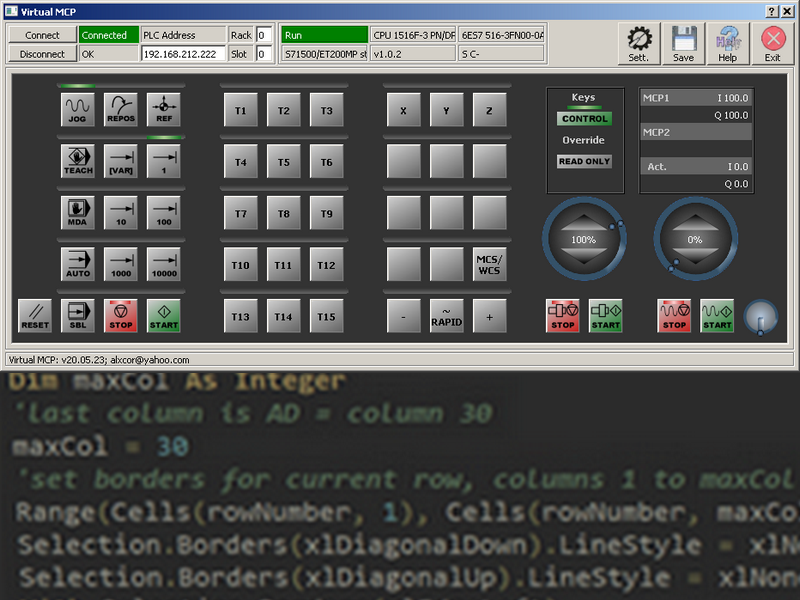 Virtual MCP
Connect Connected PLC Address Rack 0 Run CPU 1516F-3 PN/DF 6ES7 516-3FN00-0A
Disconnect OK 192.168.212.222 Slot 0 S71500/ET200MP st v1.0.2 S C-
Sett. Save Help Exit
JOG REPOS REF T1 T2 T3 X Y Z
Keys
CONTROL
Override
READ ONLY
MCP1 I 100.0
Q 100.0
MCP2
Act. I 0.0
Q 0.0
TEACH [VAR] 1 T4 T5 T6
MDA 10 100 T7 T8 T9
100% 0%
AUTO 1000 10000 T10 T11 T12 MCS/
WCS
RESET SBL STOP START T13 T14 T15 - ~
RAPID + STOP START STOP START
Virtual MCP: v20.05.23; alxcor@yahoo.com
Dim maxCol As Integer
'last column is AD = column 30
maxCol = 30
'set borders for current row, columns 1 to maxCol
Range(Cells(rowNumber, 1), Cells(rowNumber, maxCo
Selection.Borders(xlDiagonalDown).LineStyle = xlN
Selection.Borders(xlDiagonalUp).LineStyle = xlNon